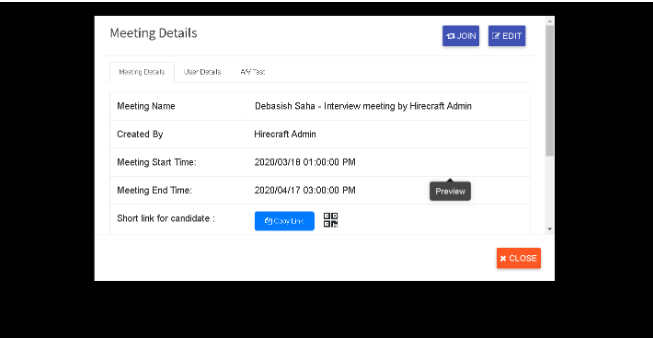 Meeting Details
JOIN
EDIT
Meeting Details
User Details
A/V Test
Meeting Name
Debasish Saha - Interview meeting by Hirecraft Admin
Created By
Hirecraft Admin
Meeting Start Time:
2020/03/18 01:00:00 PM
Meeting End Time:
2020/04/17 03:00:00 PM
Preview
Short link for candidate :
Copy Link
CLOSE